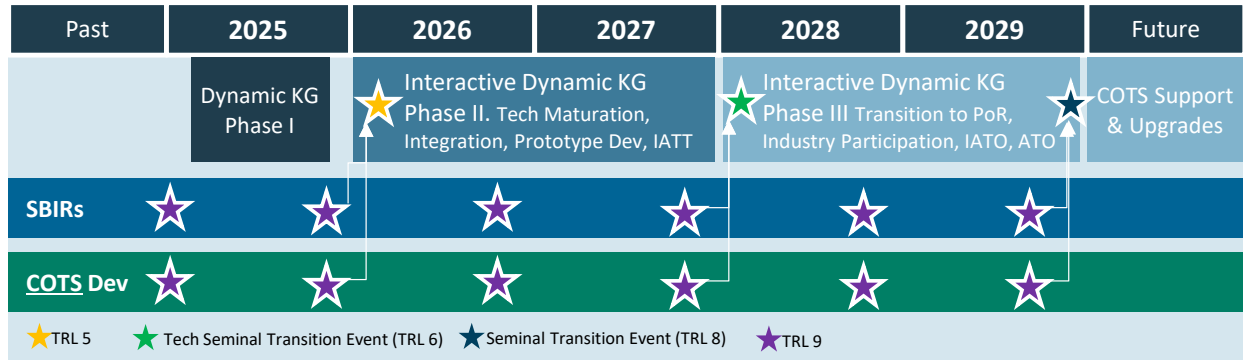 Past 2025 2026 2027 2028 2029 Future
Dynamic KG
Phase I
Interactive Dynamic KG
Phase II. Tech Maturation,
Integration, Prototype Dev, IATT
Interactive Dynamic KG
Phase III Transition to PoR,
Industry Participation, IATO, ATO
COTS Support
& Upgrades
SBIRs
COTS Dev
TRL 5 Tech Seminal Transition Event (TRL 6) Seminal Transition Event (TRL 8) TRL 9